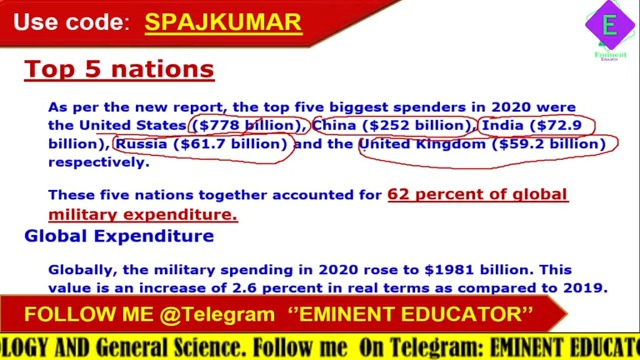 Use code: SPAJKUMAR
E
Eminent
Educator
Top 5 nations
As per the new report, the top five biggest spenders in 2020 were
the United States ($778 billion), China ($252 billion), India ($72.9
billion), Russia ($61.7 billion) and the United Kingdom ($59.2 billion)
respectively.
These five nations together accounted for 62 percent of global
military expenditure.
Global Expenditure
Globally, the military spending in 2020 rose to $1981 billion. This
value is an increase of 2.6 percent in real terms as compared to 2019.
FOLLOW ME @Telegram ‘’EMINENT EDUCATOR’’
OLOGY AND General Science. Follow me On Telegram: EMINENT EDUCATO